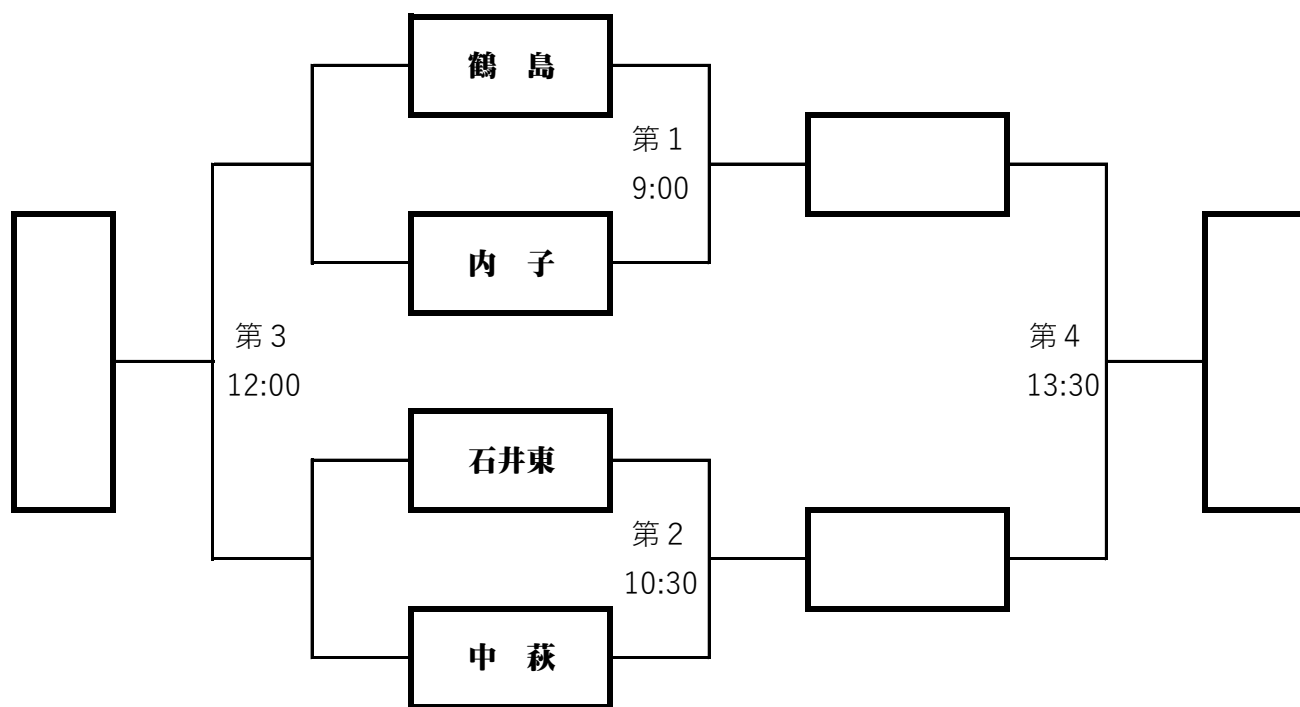 鶴　島
第 1
9:00
内　子
第 3
12:00
第 4
13:30
石井東
第 2
10:30
中　萩